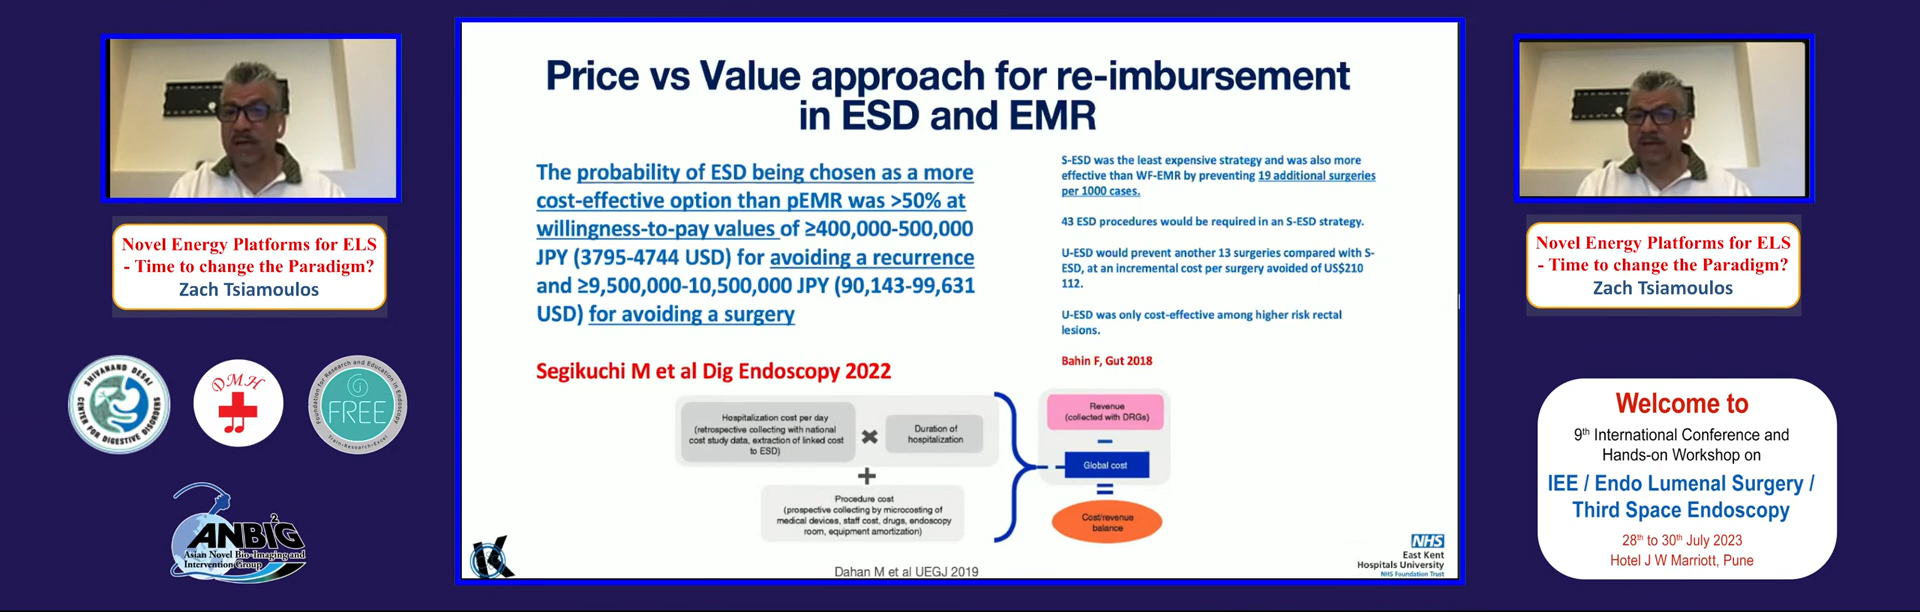 Price vs Value approach for re-imbursement
in ESD and EMR
The probability of ESD being chosen as a more
cost-effective option than pEMR was >50% at
willingness-to-pay values of ≥400,000-500,000
JPY (3795-4744 USD) for avoiding a recurrence
and ≥9,500,000-10,500,000 JPY (90,143-99,631
USD) for avoiding a surgery
Segikuchi M et al Dig Endoscopy 2022
S-ESD was the least expensive strategy and was also more
effective than WF-EMR by preventing 19 additional surgeries
per 1000 cases.
43 ESD procedures would be required in an S-ESD strategy.
U-ESD would prevent another 13 surgeries compared with S-
ESD, at an incremental cost per surgery avoided of US$210
112.
U-ESD was only cost-effective among higher risk rectal
lesions.
Bahin F, Gut 2018
Hospitalization cost per day
(retrospective collecting with national
cost study data, extraction of linked cost
to ESD)
Duration of
hospitalization
Procedure cost
(prospective collecting by microcosting of
medical devices, staff cost, drugs, endoscopy
room, equipment amortization)
Revenue
(collected with DRGs)
Global cost
Cost/revenue
balance
Dahan M et al UEGJ 2019
K
NHS
East Kent
Hospitals University
NHS Foundation Trust
Novel Energy Platforms for ELS
- Time to change the Paradigm?
Zach Tsiamoulos
SHIVANAND DESAI
CENTER FOR DIGESTIVE DISORDERS
DMH
Foundation for Research and Education in Endoscopy
FREE
Train•Research•Excel
ANBI²G
Asian Novel Bio-Imaging and
Intervention Group
Novel Energy Platforms for ELS
- Time to change the Paradigm?
Zach Tsiamoulos
Welcome to
9th International Conference and
Hands-on Workshop on
IEE / Endo Lumenal Surgery /
Third Space Endoscopy
28th to 30th July 2023
Hotel J W Marriott, Pune